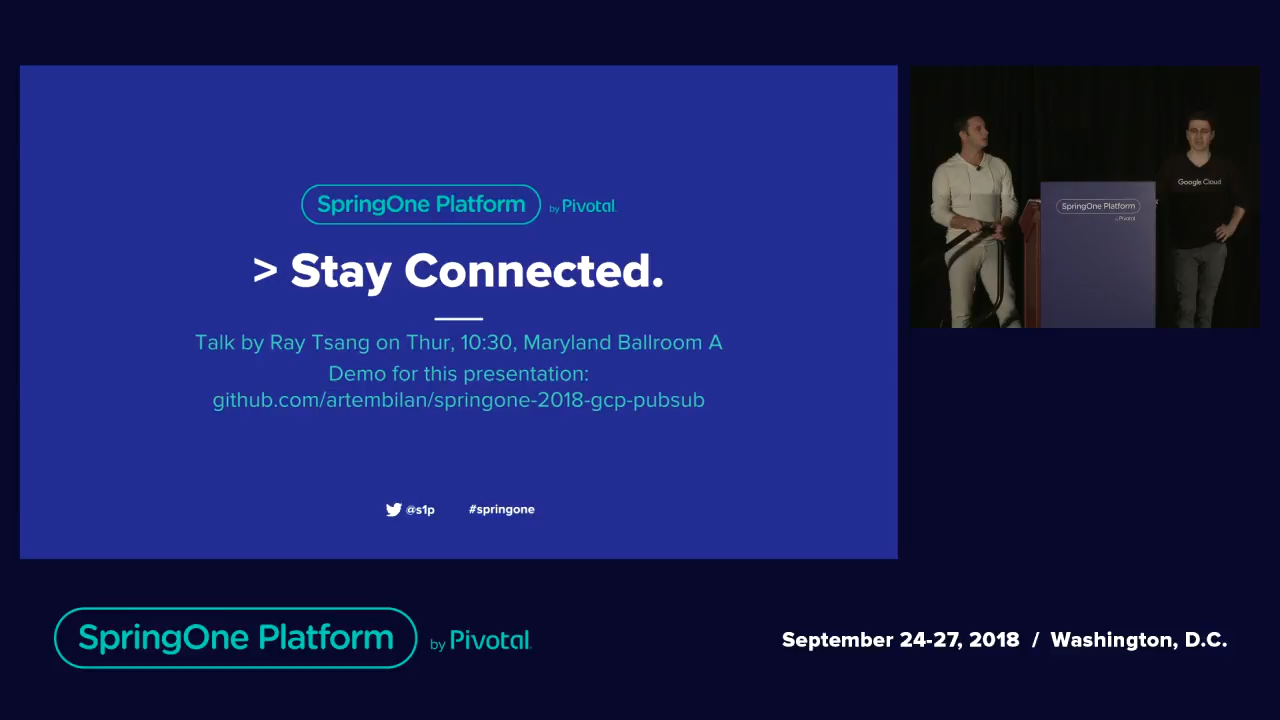 SpringOne Platform by Pivotal.
> Stay Connected.
Talk by Ray Tsang on Thur, 10:30, Maryland Ballroom A
Demo for this presentation:
github.com/artembilan/springone-2018-gcp-pubsub
@s1p #springone
Google Cloud
SpringOne Platform
by Pivotal
SpringOne Platform by Pivotal.
September 24-27, 2018 / Washington, D.C.